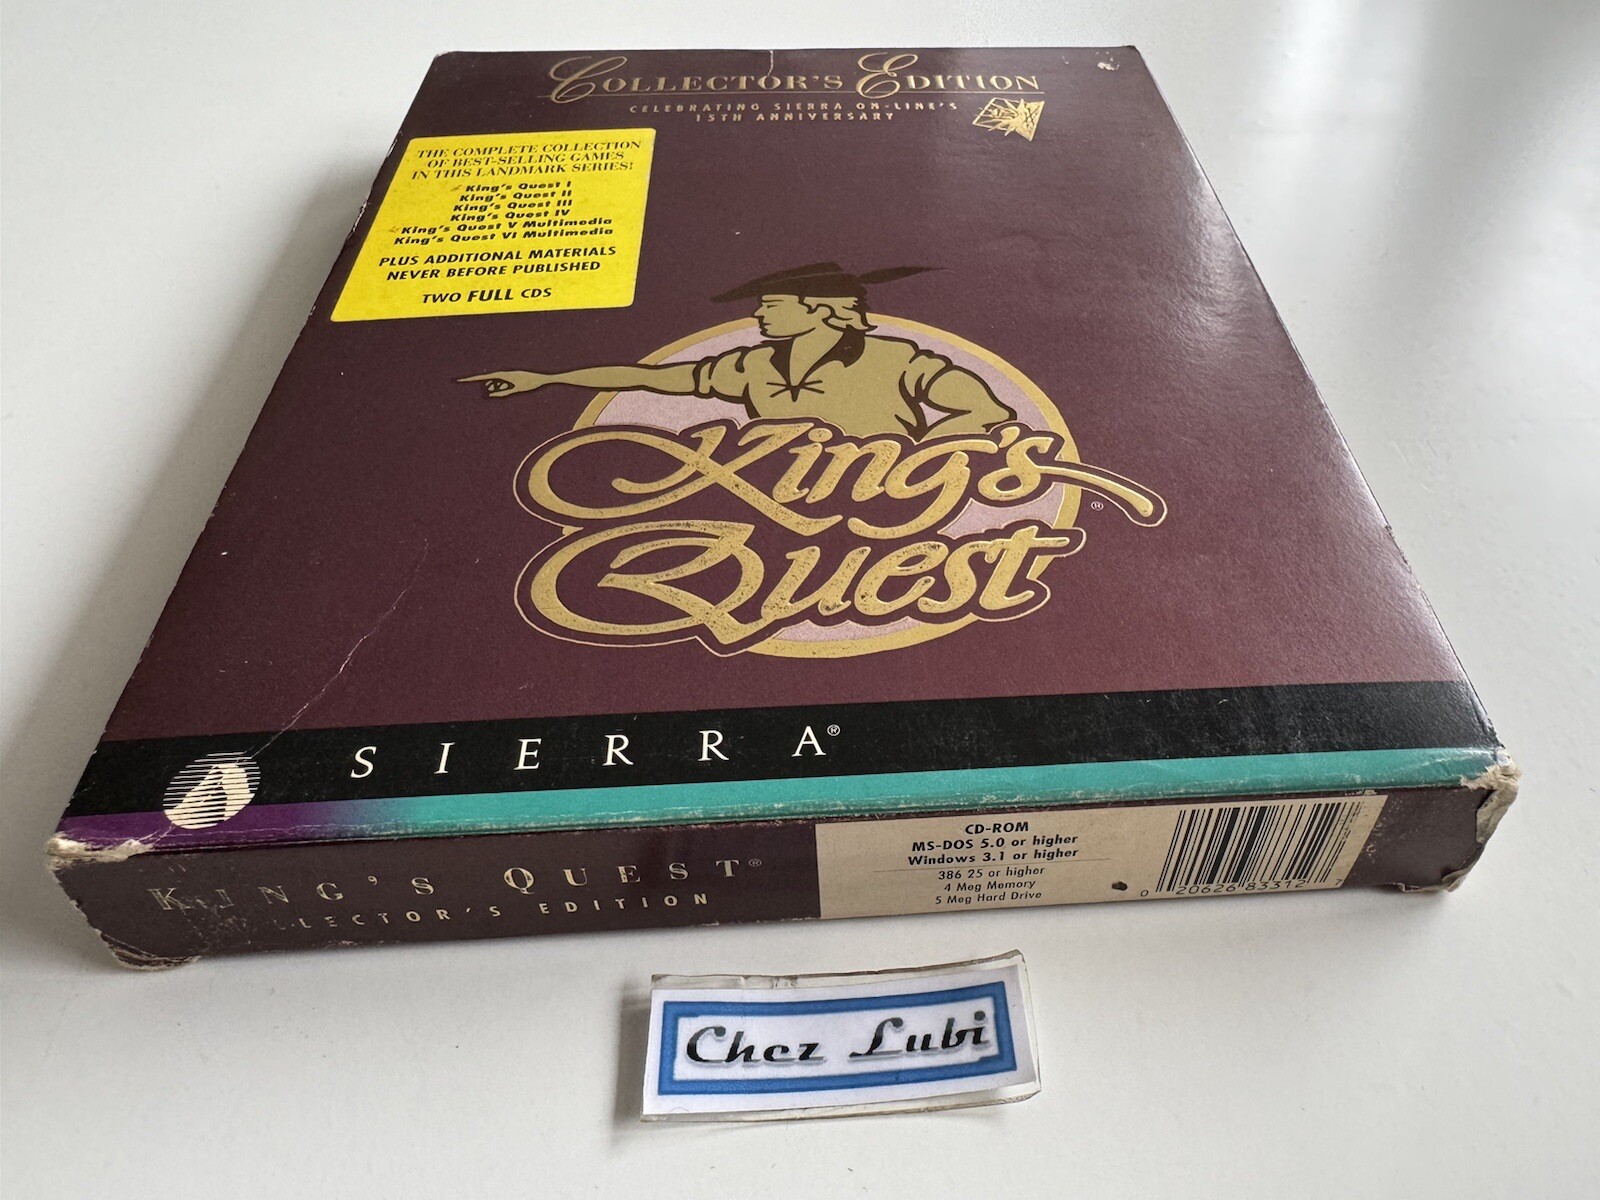 COLLECTOR'S EDITION
CELEBRATING SIERRA ON-LINE'S
15TH ANNIVERSARY
THE COMPLETE COLLECTION
OF BEST-SELLING GAMES
IN THIS LANDMARK SERIES!
King's Quest I
King's Quest II
King's Quest III
King's Quest IV
King's Quest V Multimedia
King's Quest VI Multimedia
PLUS ADDITIONAL MATERIALS
NEVER BEFORE PUBLISHED
TWO FULL CDS
King's
Quest®
SIERRA®
KING'S QUEST®
LECTOR'S EDITION
CD-ROM
MS-DOS 5.0 or higher
Windows 3.1 or higher
386 25 or higher
4 Meg Memory
5 Meg Hard Drive
0 20626 83312 7
Chez Lubi